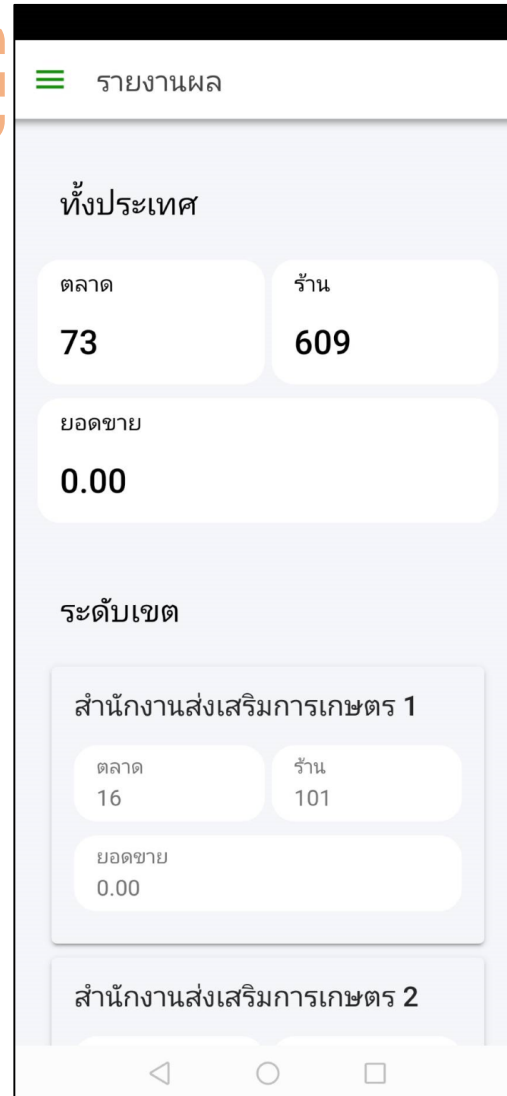 รายงานผล
ทั้งประเทศ
ตลาด
73
ร้าน
609
ยอดขาย
0.00
ระดับเขต
สำนักงานส่งเสริมการเกษตร 1
ตลาด
16
ร้าน
101
ยอดขาย
0.00
สำนักงานส่งเสริมการเกษตร 2